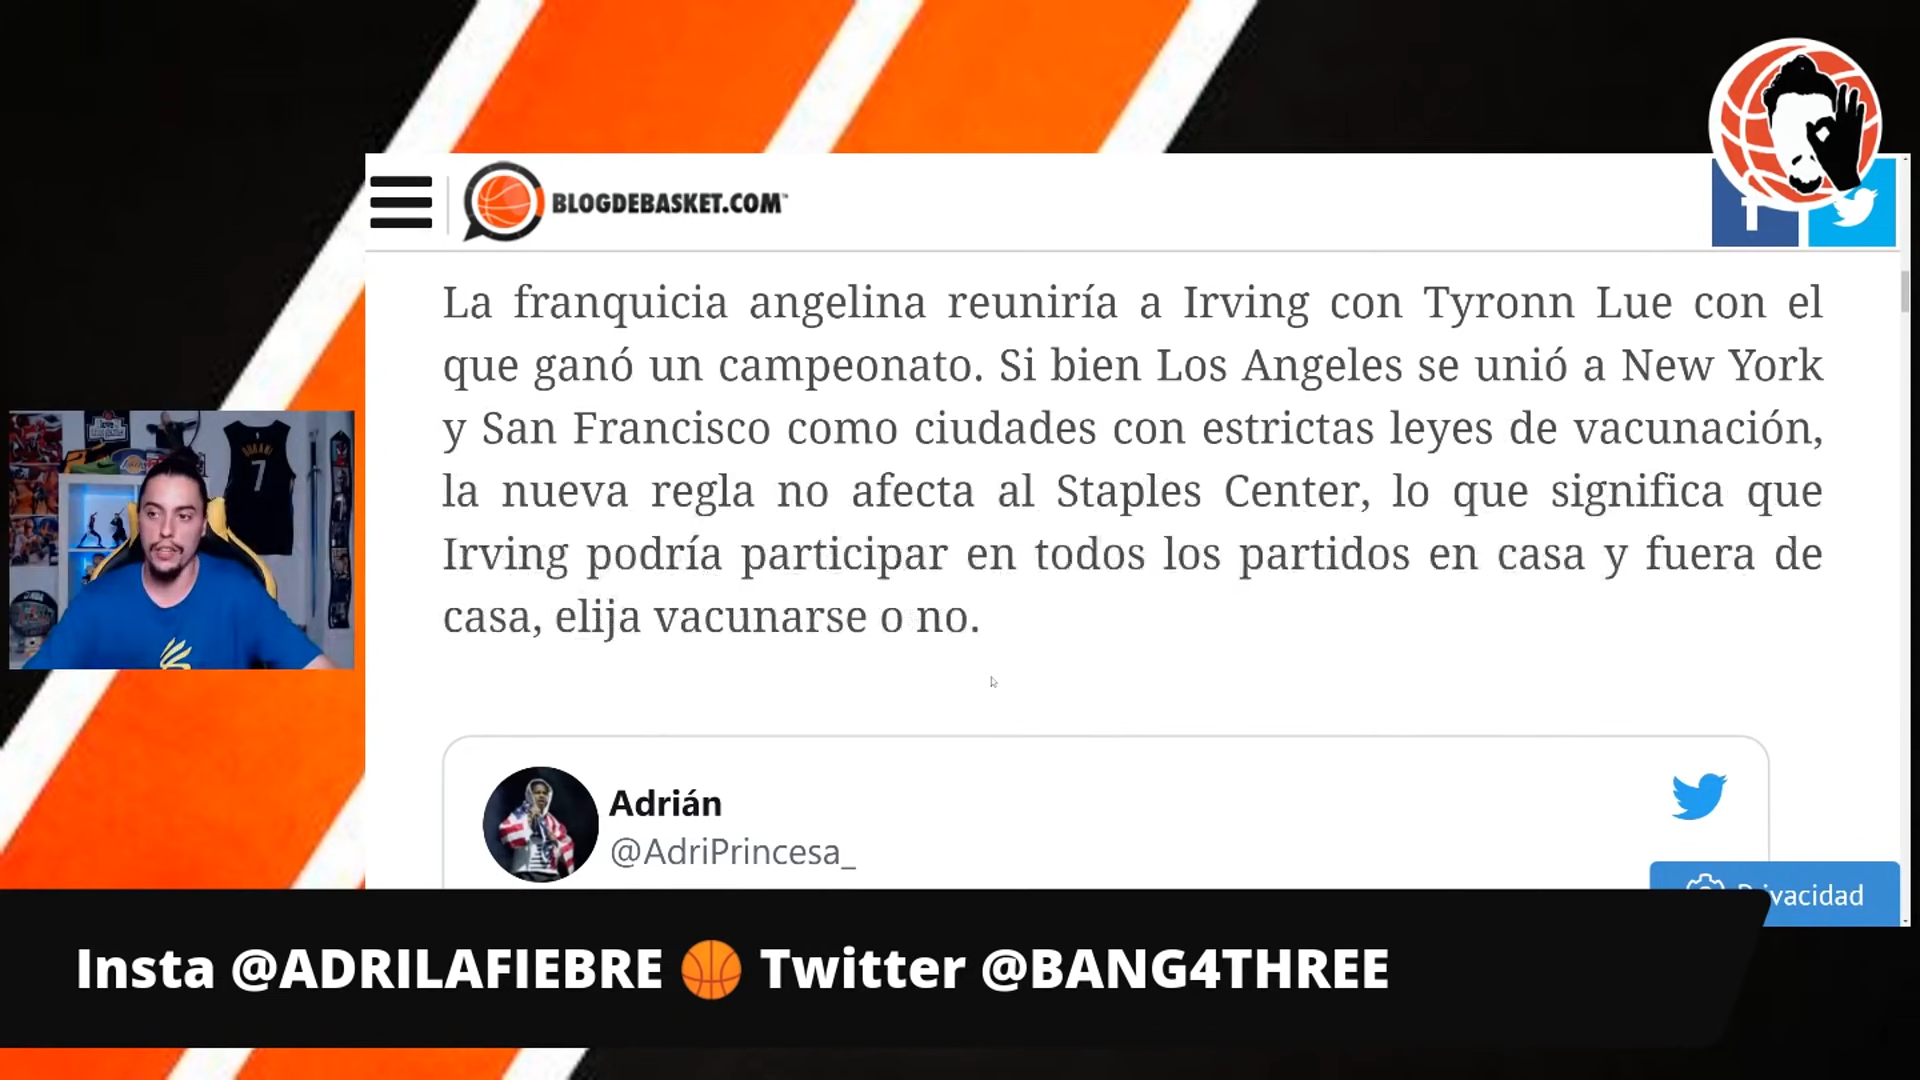 BLOGDEBASKET.COM
La franquicia angelina reuniría a Irving con Tyronn Lue con el
que ganó un campeonato. Si bien Los Angeles se unió a New York
y San Francisco como ciudades con estrictas leyes de vacunación,
la nueva regla no afecta al Staples Center, lo que significa que
Irving podría participar en todos los partidos en casa y fuera de
casa, elija vacunarse o no.
7
Adrián
@AdriPrincesa_
Privacidad
Insta @ADRILAFIEBRE 🏀 Twitter @BANG4THREE